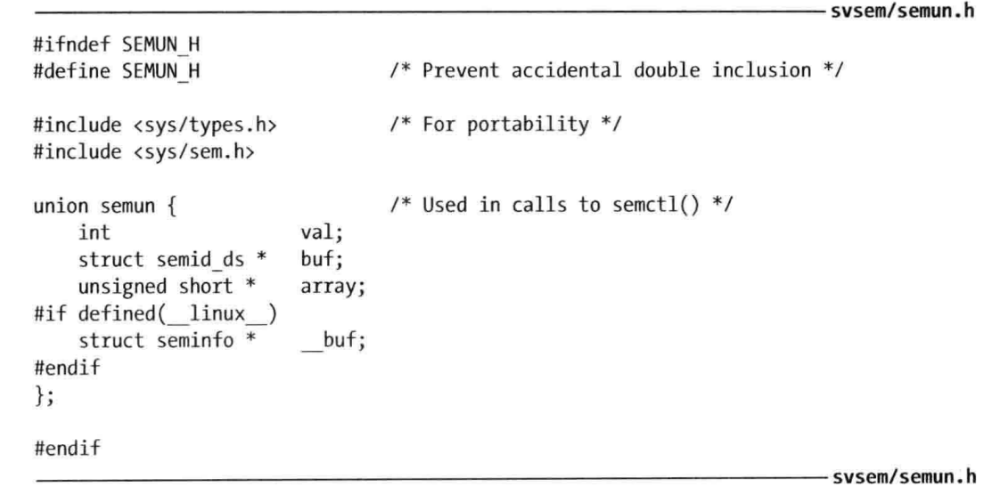 svsem/semun.h
#ifndef SEMUN_H
#define SEMUN_H /* Prevent accidental double inclusion */
#include <sys/types.h> /* For portability */
#include <sys/sem.h>
union semun { /* Used in calls to semctl() */
int val;
struct semid_ds * buf;
unsigned short * array;
#if defined(__linux__)
struct seminfo * __buf;
#endif
};
#endif
svsem/semun.h